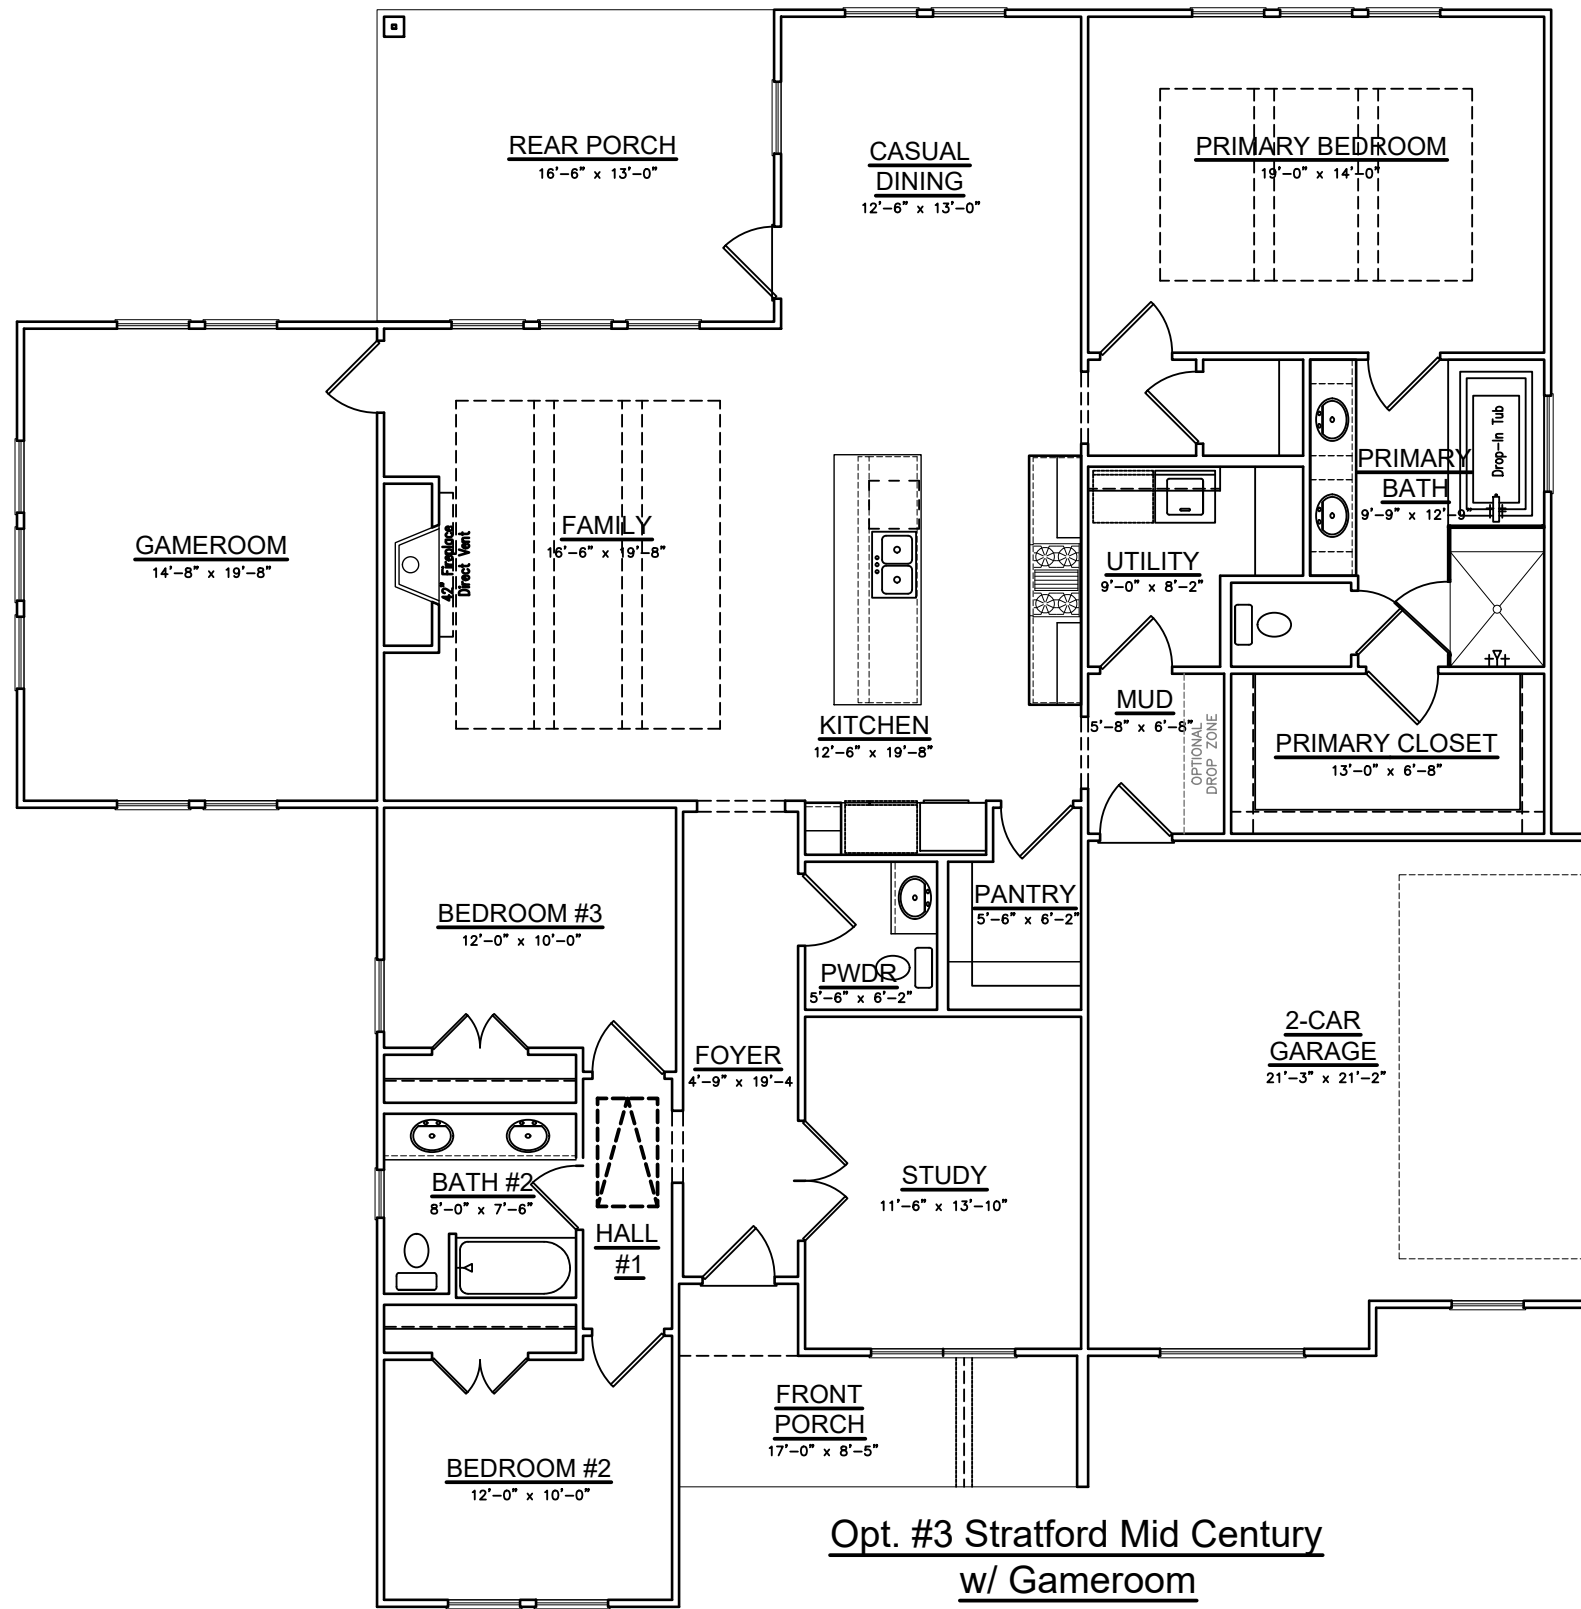 REAR PORCH
16'-6" x 13'-0"
CASUAL
DINING
12'-6" x 13'-0"
PRIMARY BEDROOM
19'-0" x 14'-0"
GAMEROOM
14'-8" x 19'-8"
42" Fireplace
Direct Vent
FAMILY
16'-6" x 19'-8"
KITCHEN
12'-6" x 19'-8"
UTILITY
9'-0" x 8'-2"
PRIMARY
BATH
9'-9" x 12'-9"
Drop-In Tub
MUD
5'-8" x 6'-8"
OPTIONAL
DROP ZONE
PRIMARY CLOSET
13'-0" x 6'-8"
BEDROOM #3
12'-0" x 10'-0"
PWDR
5'-6" x 6'-2"
PANTRY
5'-6" x 6'-2"
FOYER
4'-9" x 19'-4
2-CAR
GARAGE
21'-3" x 21'-2"
BATH #2
8'-0" x 7'-6"
HALL
#1
STUDY
11'-6" x 13'-10"
FRONT
PORCH
17'-0" x 8'-5"
BEDROOM #2
12'-0" x 10'-0"
Opt. #3 Stratford Mid Century
w/ Gameroom